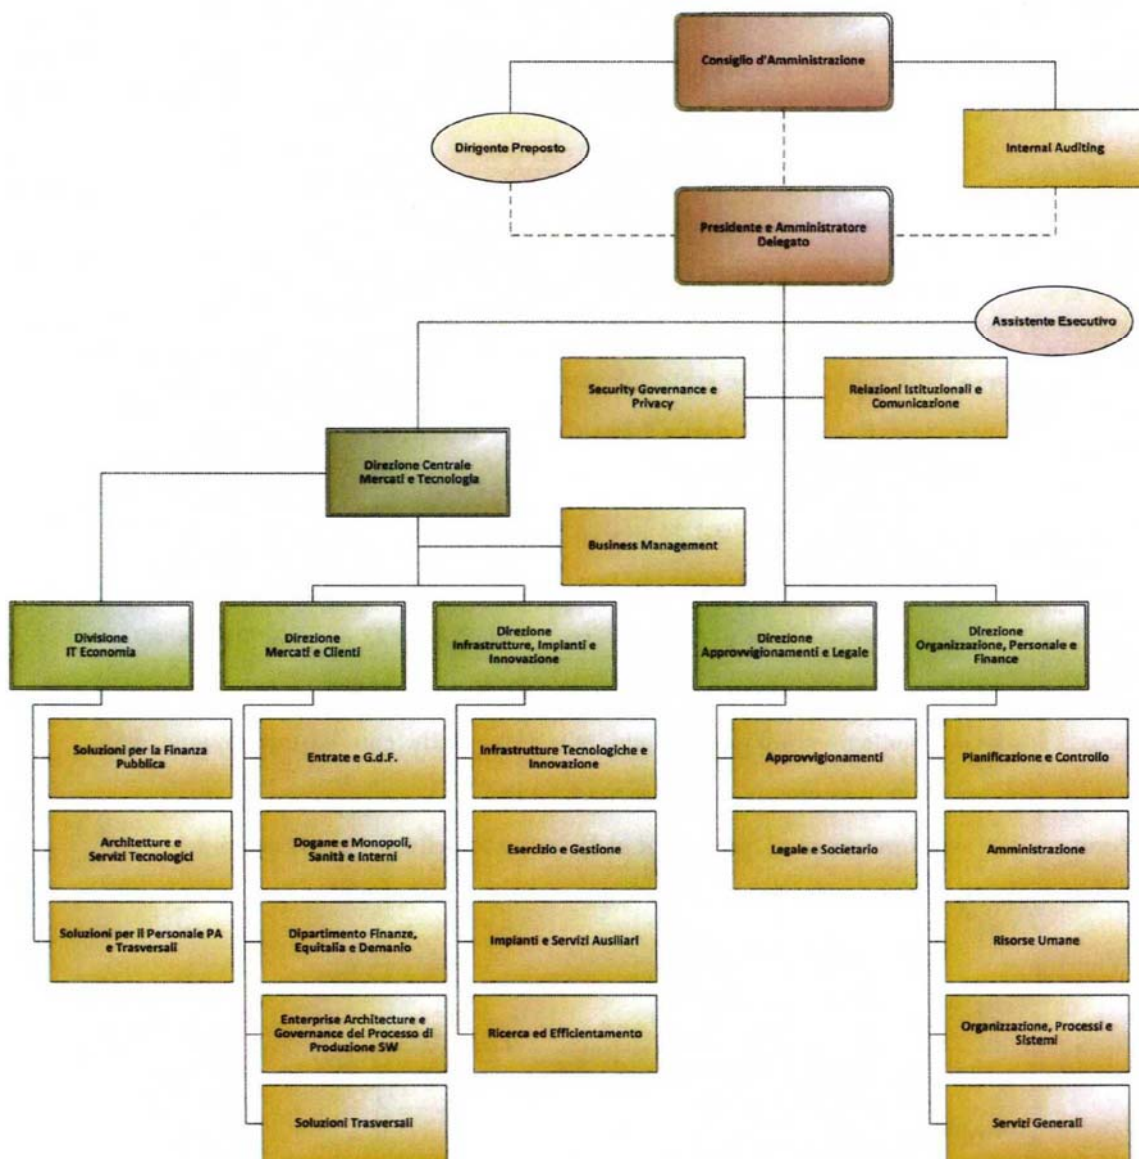 Consiglio d'Amministrazione
Dirigente Preposto
Internal Auditing
Presidente e Amministratore
Delegato
Assistente Esecutivo
Security Governance e
Privacy
Relazioni Istituzionali e
Comunicazione
Direzione Centrale
Mercati e Tecnologia
Business Management
Divisione
IT Economia
Direzione
Mercati e Clienti
Direzione
Infrastrutture, Impianti e
Innovazione
Direzione
Approvvigionamenti e Legale
Direzione
Organizzazione, Personale e
Finance
Soluzioni per la Finanza
Pubblica
Architetture e
Servizi Tecnologici
Soluzioni per il Personale PA
e Trasversali
Entrate e G.d.F.
Dogane e Monopoli,
Sanità e Interni
Dipartimento Finanze,
Equitalia e Demanio
Enterprise Architecture e
Governance del Processo di
Produzione SW
Soluzioni Trasversali
Infrastrutture Tecnologiche e
Innovazione
Esercizio e Gestione
Impianti e Servizi Ausiliari
Ricerca ed Efficientamento
Approvvigionamenti
Legale e Societario
Planificazione e Controllo
Amministrazione
Risorse Umane
Organizzazione, Processi e
Sistemi
Servizi Generali